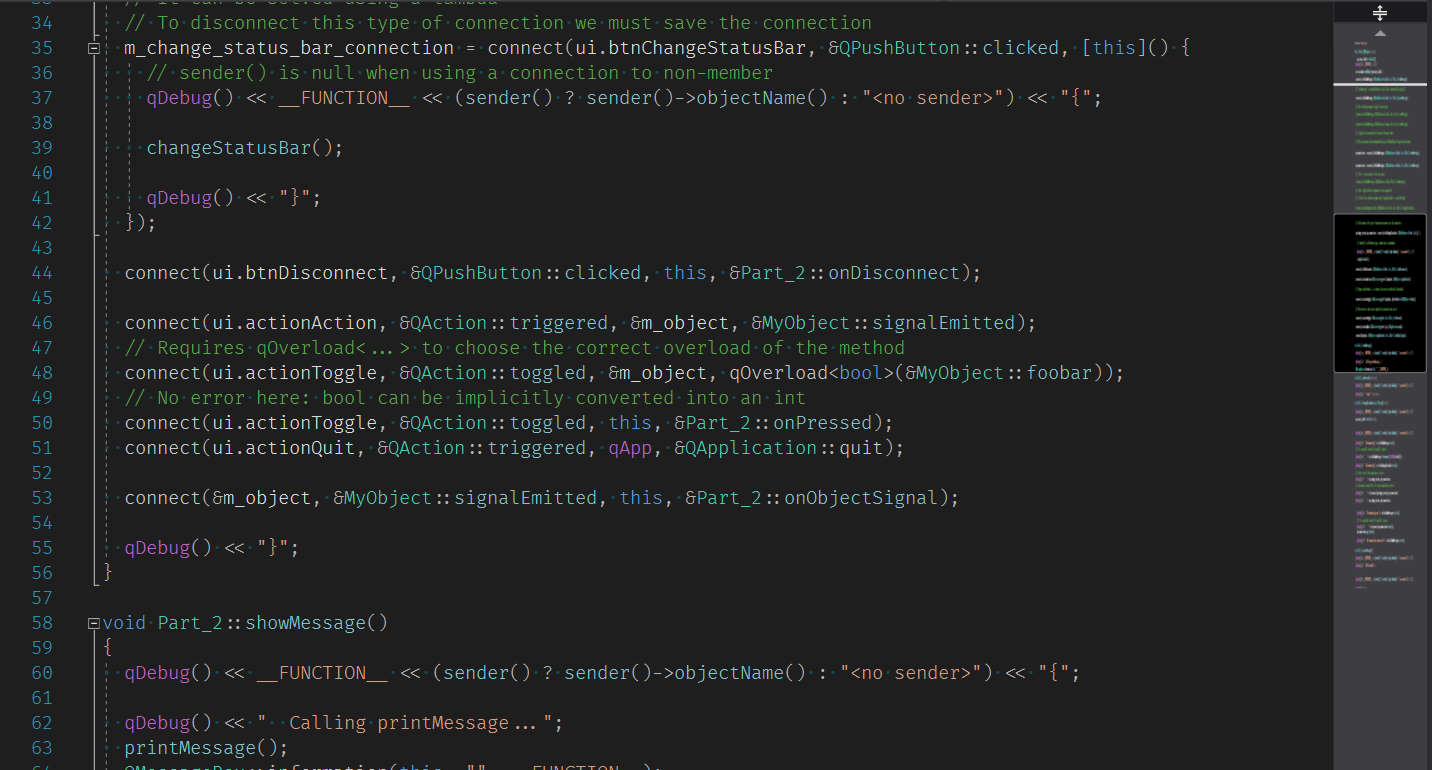 33 // It can be set.ed using a lambda
34 // To disconnect this type of connection we must save the connection
35 m_change_status_bar_connection = connect(ui.btnChangeStatusBar, &QPushButton::clicked, [this]() {
36 // sender() is null when using a connection to non-member
37 qDebug() << __FUNCTION__ << (sender() ? sender()->objectName() : "<no sender>") << "{";
38
39 changeStatusBar();
40
41 qDebug() << "}";
42 });
43
44 connect(ui.btnDisconnect, &QPushButton::clicked, this, &Part_2::onDisconnect);
45
46 connect(ui.actionAction, &QAction::triggered, &m_object, &MyObject::signalEmitted);
47 // Requires qOverload<...> to choose the correct overload of the method
48 connect(ui.actionToggle, &QAction::toggled, &m_object, qOverload<bool>(&MyObject::foobar));
49 // No error here: bool can be implicitly converted into an int
50 connect(ui.actionToggle, &QAction::toggled, this, &Part_2::onPressed);
51 connect(ui.actionQuit, &QAction::triggered, qApp, &QApplication::quit);
52
53 connect(&m_object, &MyObject::signalEmitted, this, &Part_2::onObjectSignal);
54
55 qDebug() << "}";
56 }
57
58 void Part_2::showMessage()
59 {
60 qDebug() << __FUNCTION__ << (sender() ? sender()->objectName() : "<no sender>") << "{";
61
62 qDebug() << "  Calling printMessage...";
63 printMessage();
64 QMessageBox::information(this, "", __FUNCTION__);